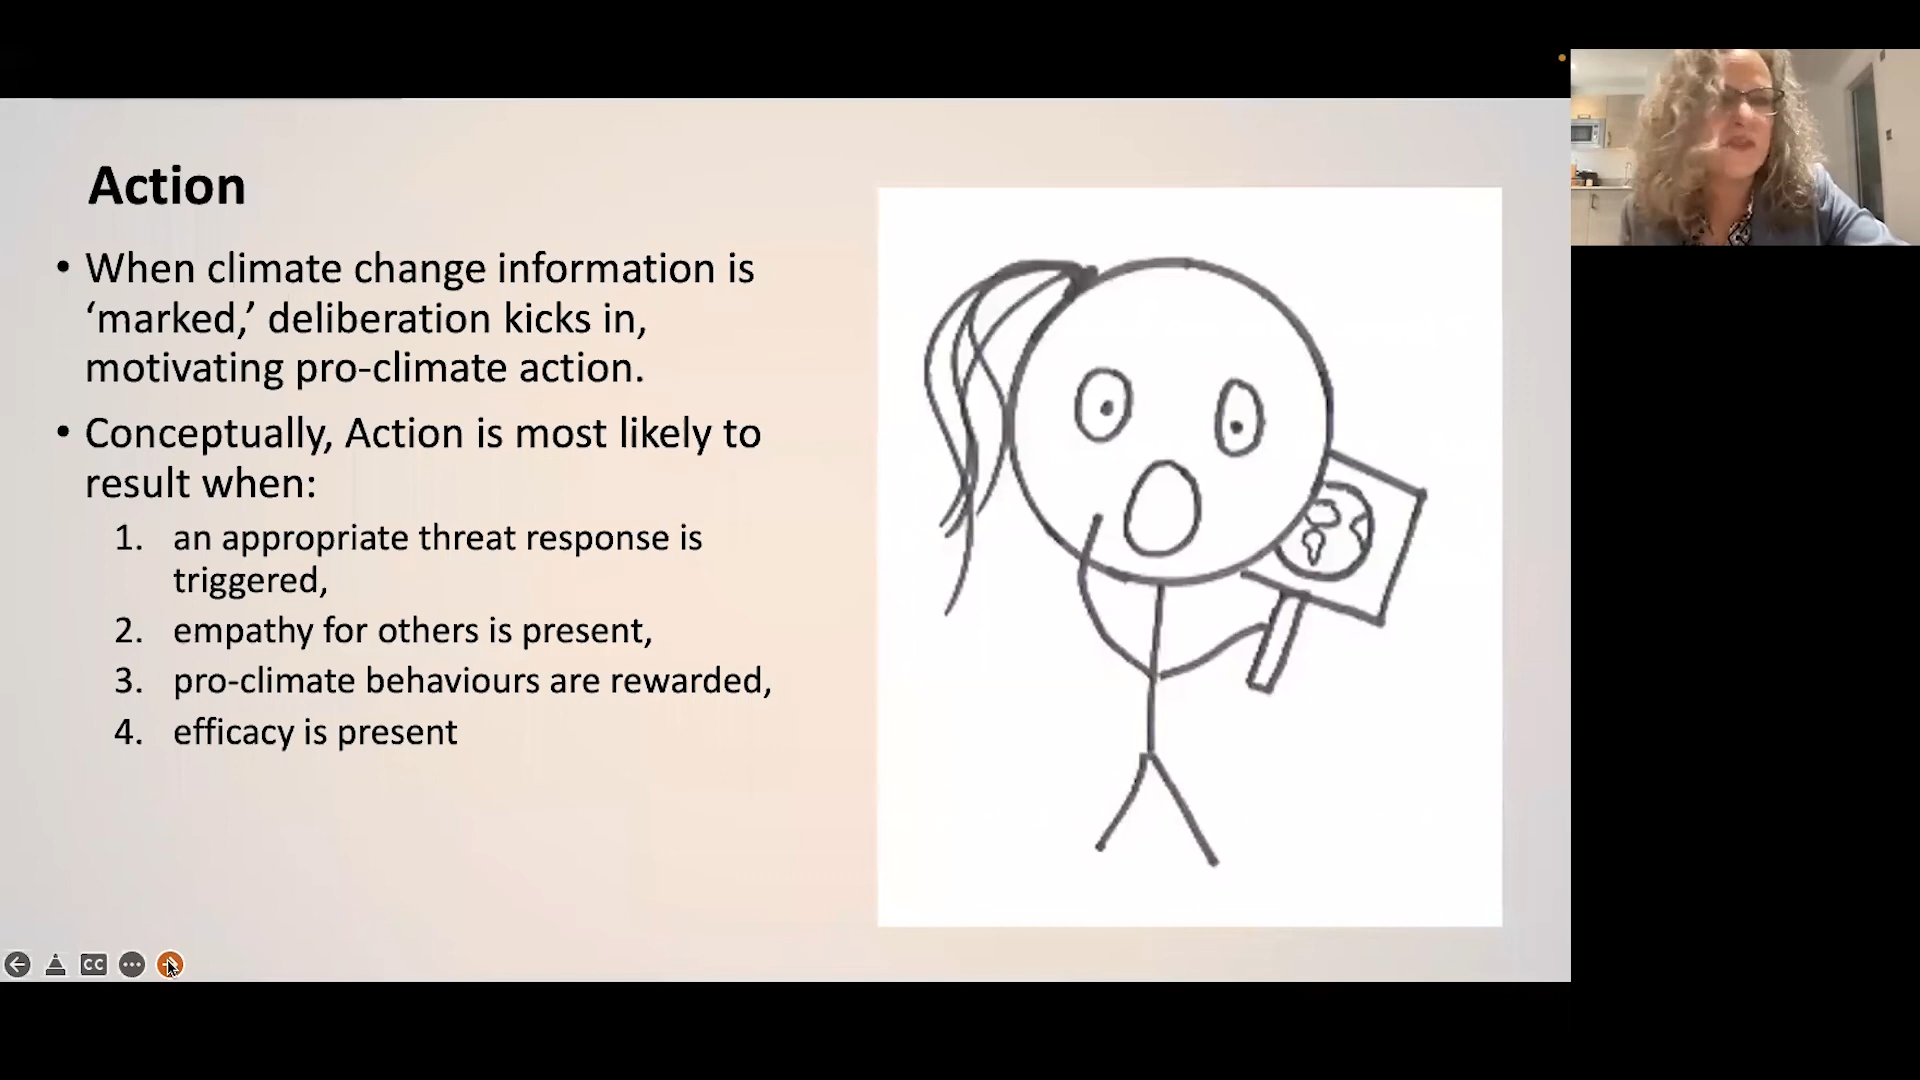 Action
• When climate change information is
‘marked,’ deliberation kicks in,
motivating pro-climate action.
• Conceptually, Action is most likely to
result when:
1. an appropriate threat response is
triggered,
2. empathy for others is present,
3. pro-climate behaviours are rewarded,
4. efficacy is present
CC